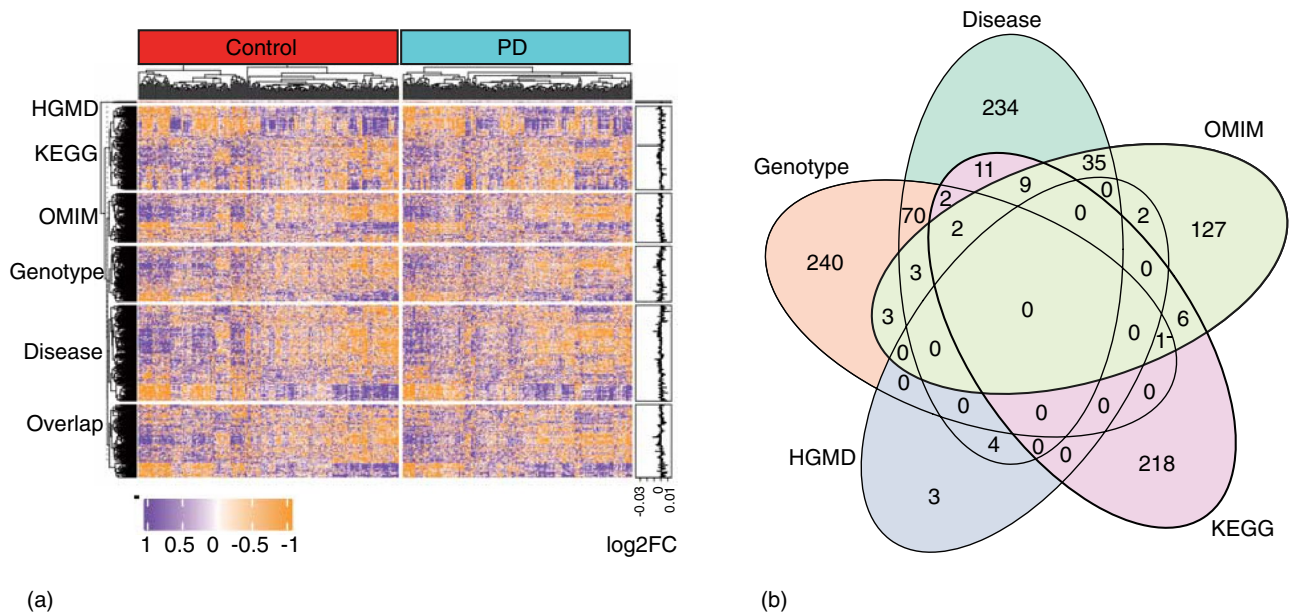 Control
PD
HGMD
KEGG
OMIM
Genotype
Disease
Overlap
1 0.5 0 -0.5 -1
-0.03
0
0.01
log2FC
(a)
Disease
234
OMIM
Genotype
11
9
35
0
2
70
2
0
2
127
240
3
0
0
3
0
6
1
0
0
0
0
0
0
0
4
0
0
HGMD
218
3
KEGG
(b)